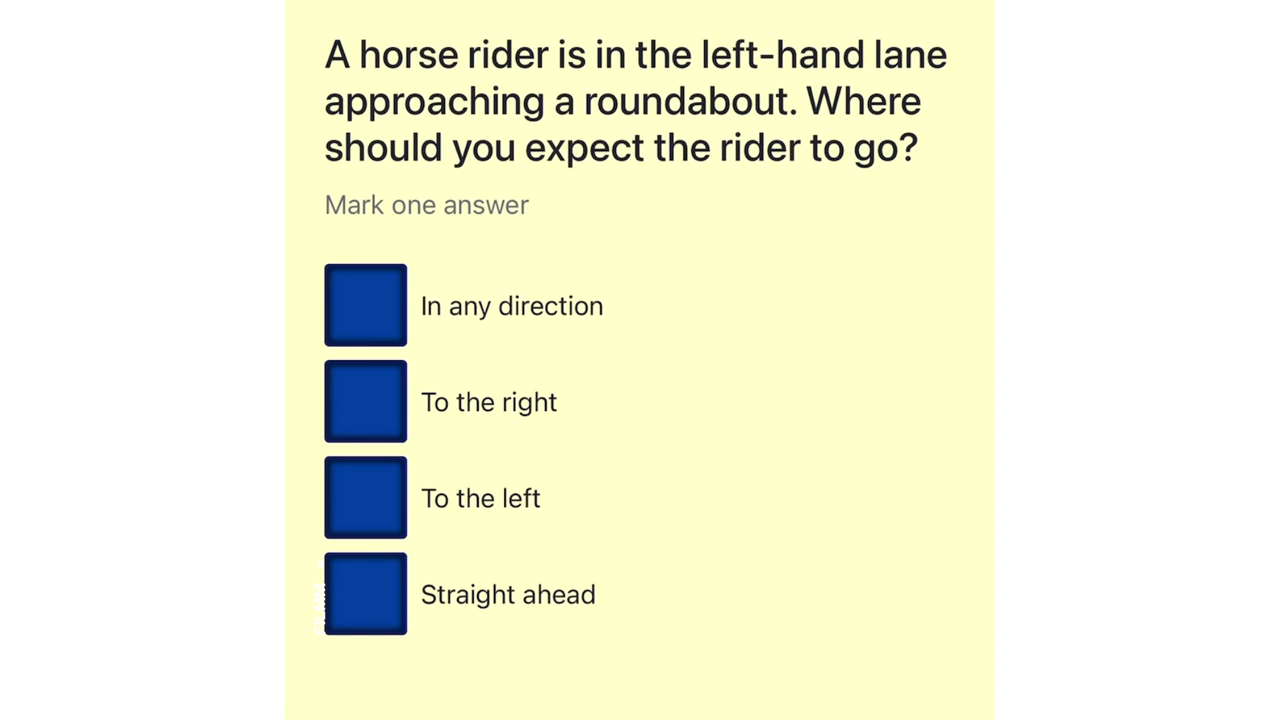 A horse rider is in the left-hand lane
approaching a roundabout. Where
should you expect the rider to go?
Mark one answer
In any direction
To the right
To the left
Straight ahead